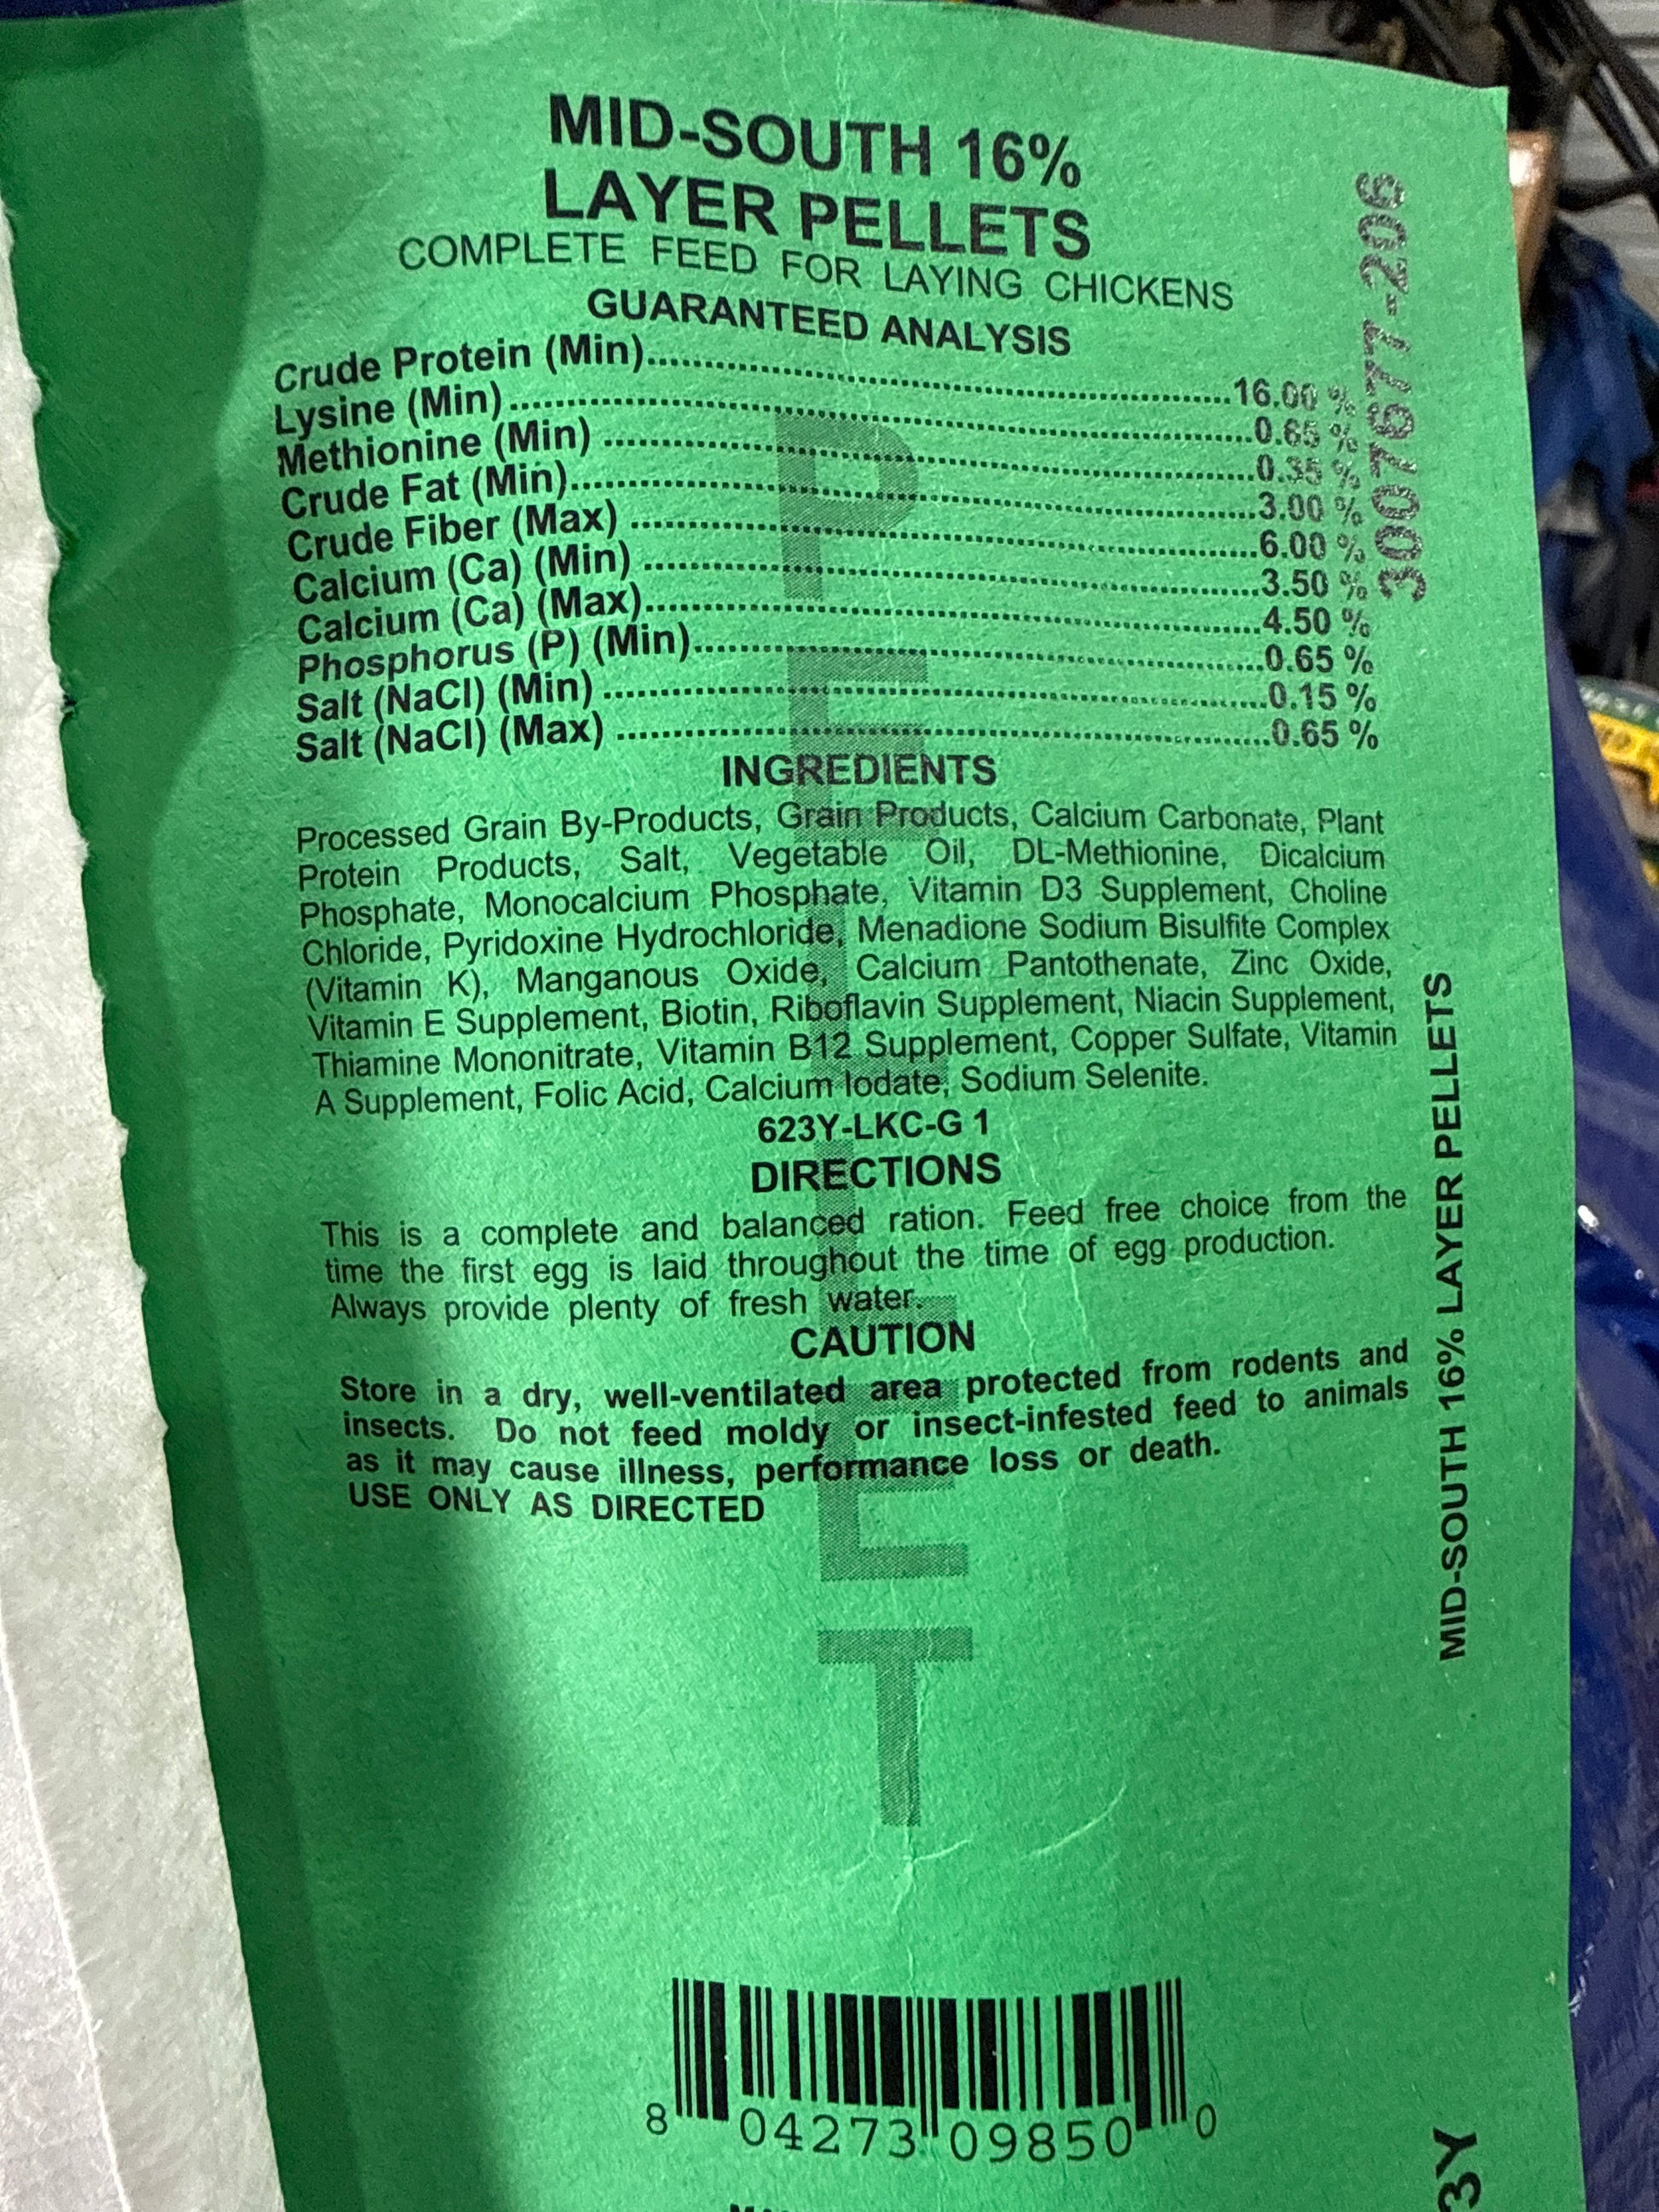 MID-SOUTH 16%
LAYER PELLETS
COMPLETE FEED FOR LAYING CHICKENS
GUARANTEED ANALYSIS
Crude Protein (Min)..........16.00 %
Lysine (Min)..........0.65 %
Methionine (Min)..........0.35 %
Crude Fat (Min)..........3.00 %
Crude Fiber (Max)..........6.00 %
Calcium (Ca) (Min)..........3.50 %
Calcium (Ca) (Max)..........4.50 %
Phosphorus (P) (Min)..........0.65 %
Salt (NaCl) (Min)..........0.15 %
Salt (NaCl) (Max)..........0.65 %
INGREDIENTS
Processed Grain By-Products, Grain Products, Calcium Carbonate, Plant
Protein Products, Salt, Vegetable Oil, DL-Methionine, Dicalcium
Phosphate, Monocalcium Phosphate, Vitamin D3 Supplement, Choline
Chloride, Pyridoxine Hydrochloride, Menadione Sodium Bisulfite Complex
(Vitamin K), Manganous Oxide, Calcium Pantothenate, Zinc Oxide,
Vitamin E Supplement, Biotin, Riboflavin Supplement, Niacin Supplement,
Thiamine Mononitrate, Vitamin B12 Supplement, Copper Sulfate, Vitamin
A Supplement, Folic Acid, Calcium Iodate, Sodium Selenite.
623Y-LKC-G 1
DIRECTIONS
This is a complete and balanced ration. Feed free choice from the
time the first egg is laid throughout the time of egg production.
Always provide plenty of fresh water.
CAUTION
Store in a dry, well-ventilated area protected from rodents and
insects. Do not feed moldy or insect-infested feed to animals
as it may cause illness, performance loss or death.
USE ONLY AS DIRECTED
PELLET
8 04273 09850 0
3007677-206
MID-SOUTH 16% LAYER PELLETS
3Y